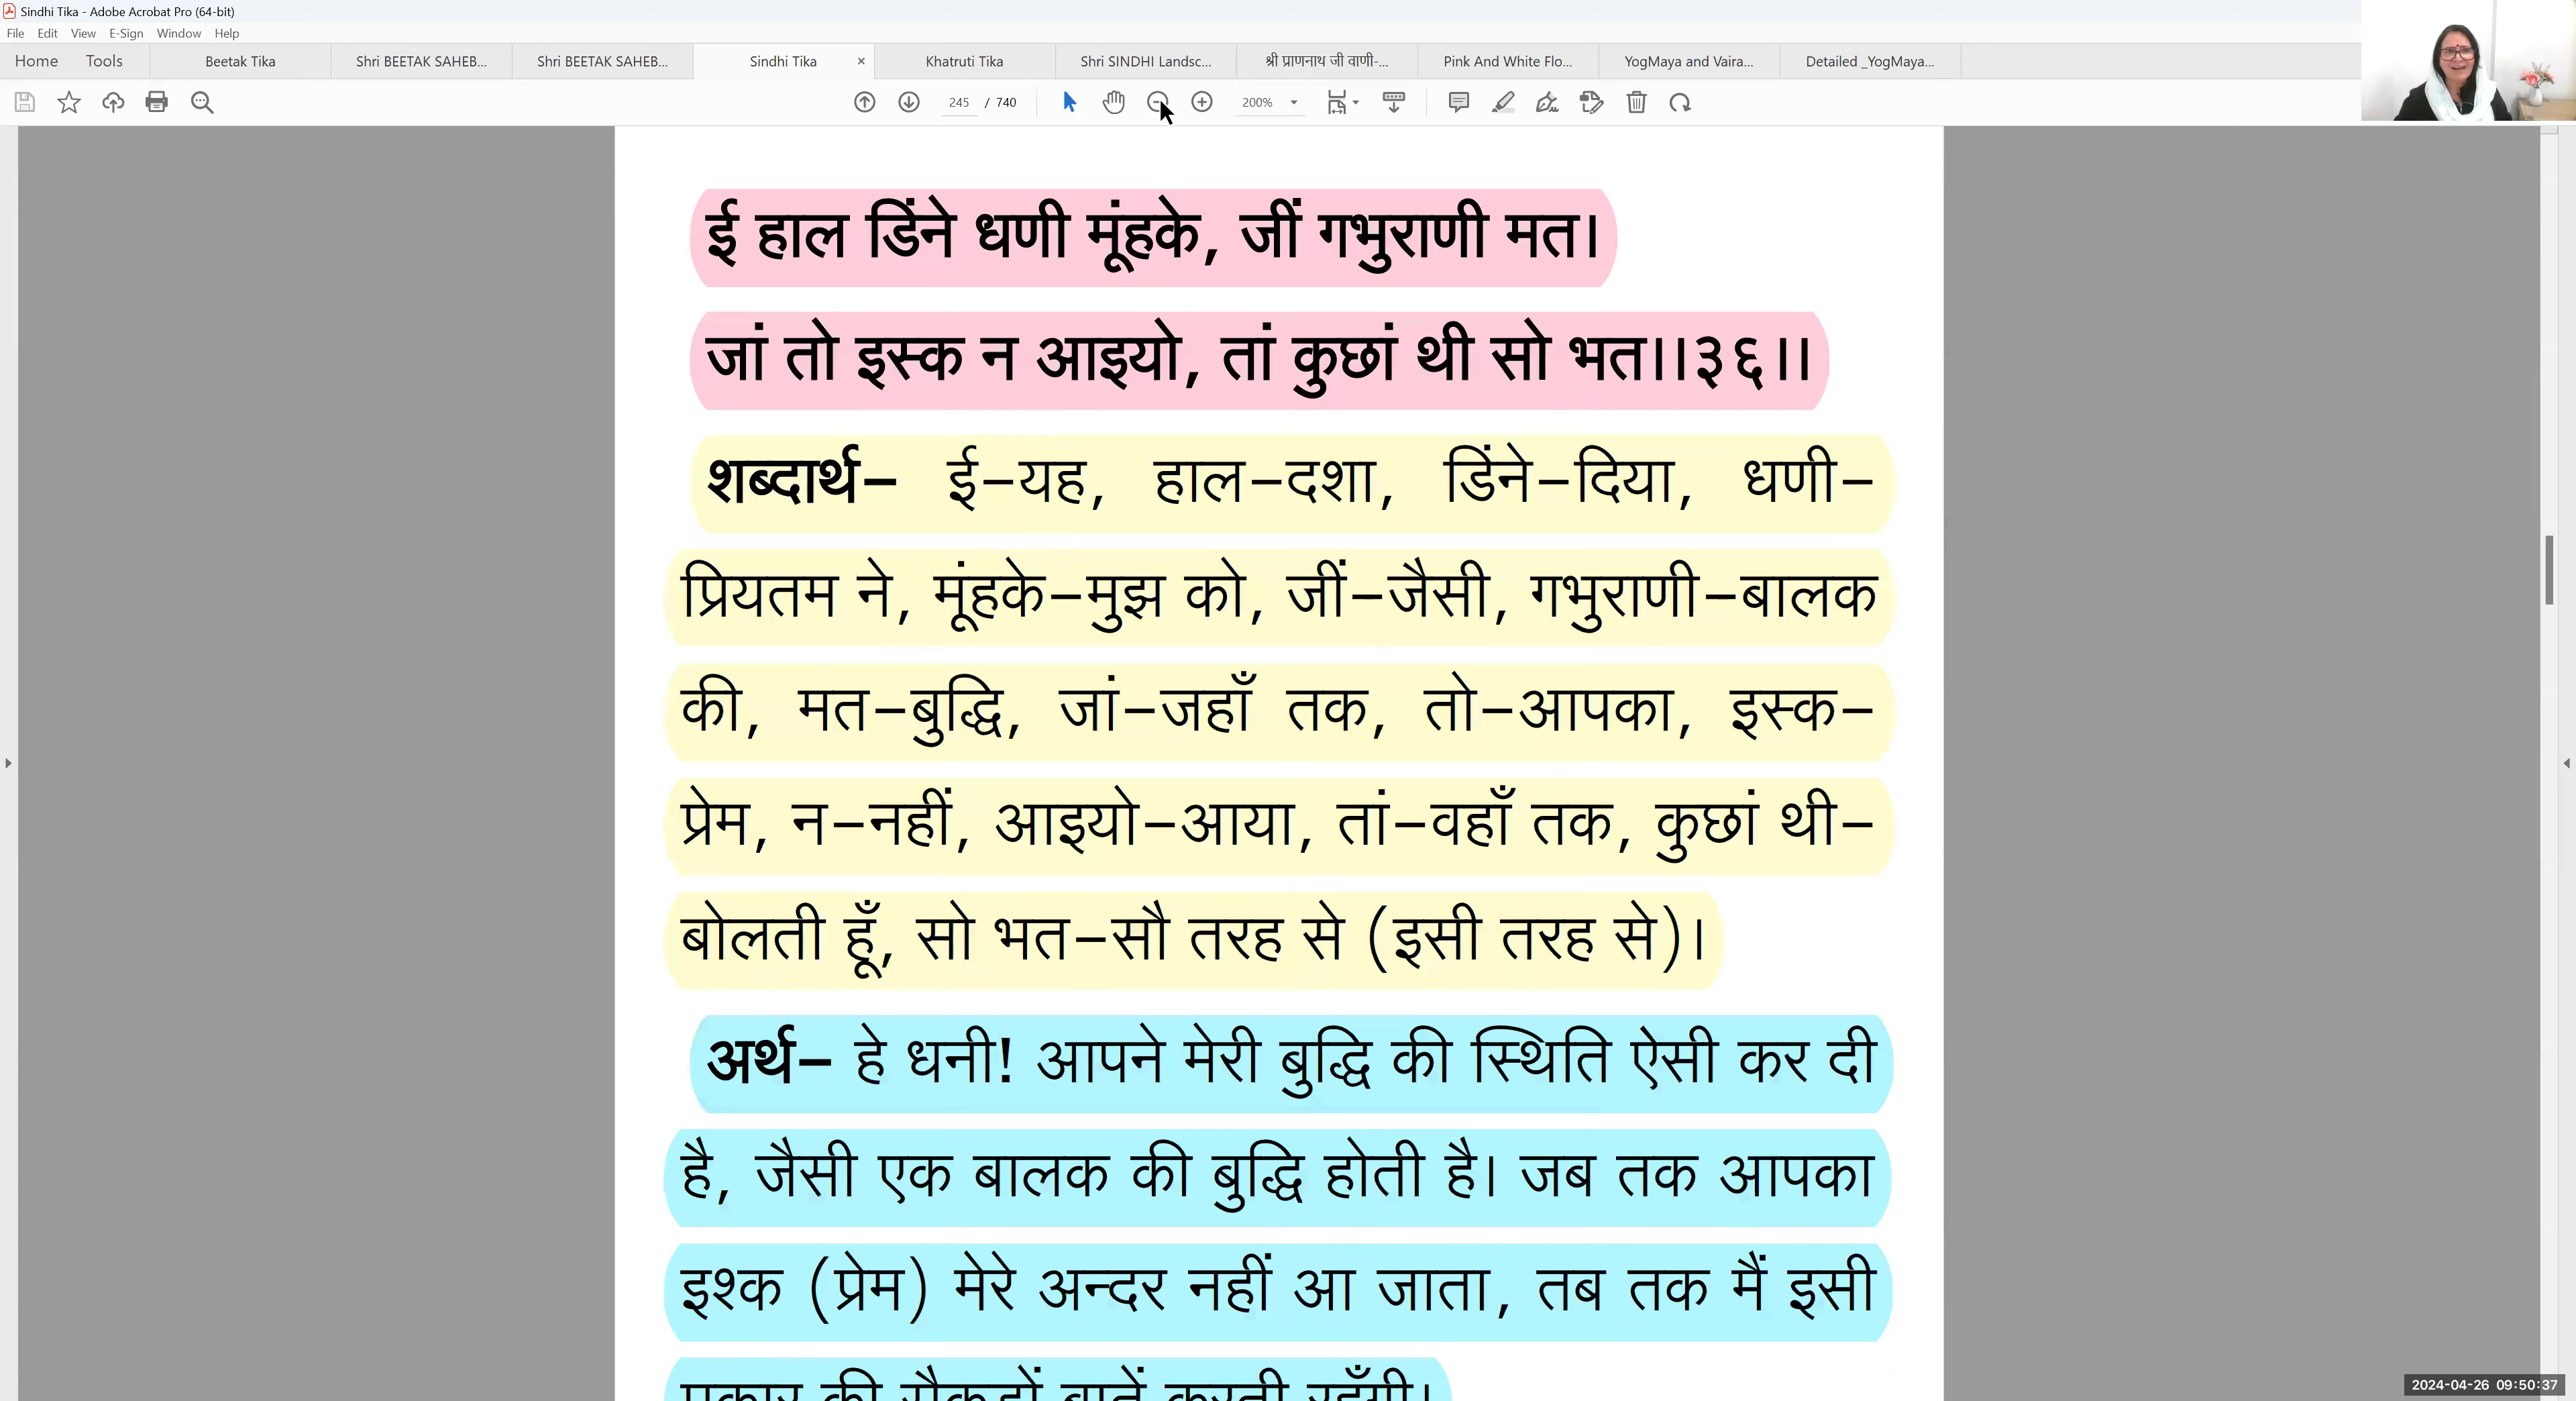 Sindhi Tika - Adobe Acrobat Pro (64-bit)
File Edit View E-Sign Window Help
Home Tools Beetak Tika Shri BEETAK SAHEB... Shri BEETAK SAHEB... Sindhi Tika × Khatruti Tika Shri SINDHI Landsc... श्री प्राणनाथ जी वाणी-... Pink And White Flo... YogMaya and Vaira... Detailed _YogMaya...
245 / 740 200%
ई हाल डिंने धणी मूंहके, जीं गभुराणी मत।
जां तो इस्क न आइयो, तां कुछां थी सो भत।।३६।।
शब्दार्थ– ई–यह, हाल–दशा, डिंने–दिया, धणी–
प्रियतम ने, मूंहके–मुझ को, जीं–जैसी, गभुराणी–बालक
की, मत–बुद्धि, जां–जहाँ तक, तो–आपका, इस्क–
प्रेम, न–नहीं, आइयो–आया, तां–वहाँ तक, कुछां थी–
बोलती हूँ, सो भत–सौ तरह से (इसी तरह से)।
अर्थ– हे धनी! आपने मेरी बुद्धि की स्थिति ऐसी कर दी
है, जैसी एक बालक की बुद्धि होती है। जब तक आपका
इश्क (प्रेम) मेरे अन्दर नहीं आ जाता, तब तक मैं इसी
प्रकार की सैकड़ों बातें करती रहूँगी।
2024-04-26 09:50:37